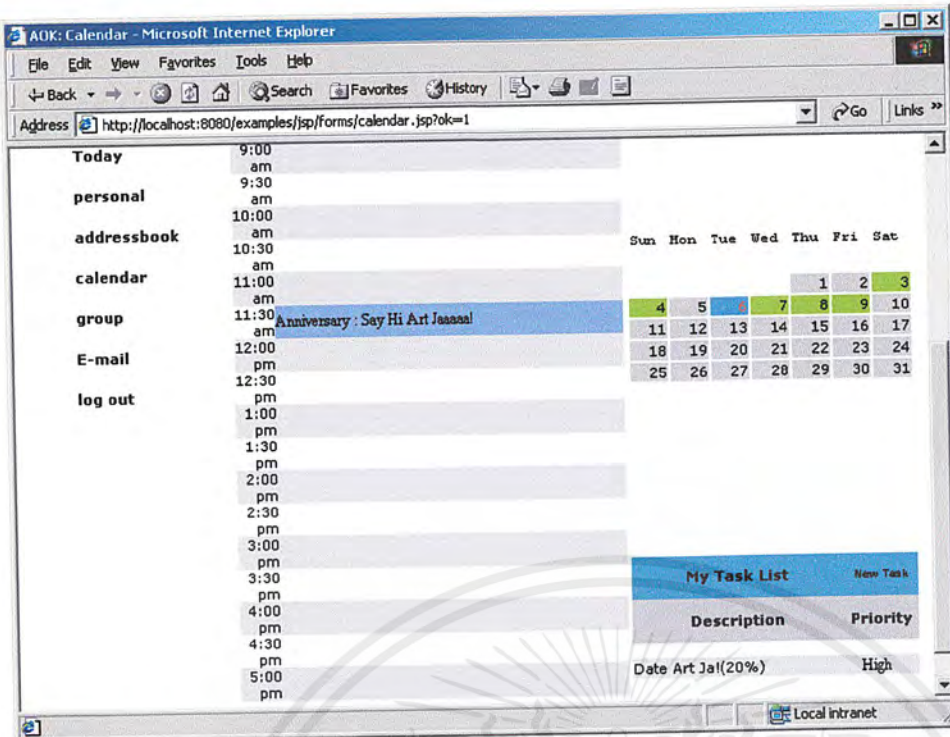 AOK: Calendar - Microsoft Internet Explorer
File Edit View Favorites Tools Help
Back Search Favorites History
Address http://localhost:8080/examples/jsp/forms/calendar.jsp?ok=1 Go Links »
Today
personal
addressbook
calendar
group
E-mail
log out
9:00 am
9:30 am
10:00 am
10:30 am
11:00 am
11:30 am Anniversary : Say Hi Art Jaaaaa!
12:00 pm
12:30 pm
1:00 pm
1:30 pm
2:00 pm
2:30 pm
3:00 pm
3:30 pm
4:00 pm
4:30 pm
5:00 pm
Sun Mon Tue Wed Thu Fri Sat
1 2 3
4 5 6 7 8 9 10
11 12 13 14 15 16 17
18 19 20 21 22 23 24
25 26 27 28 29 30 31
My Task List New Task
Description Priority
Date Art Ja!(20%) High
Local intranet